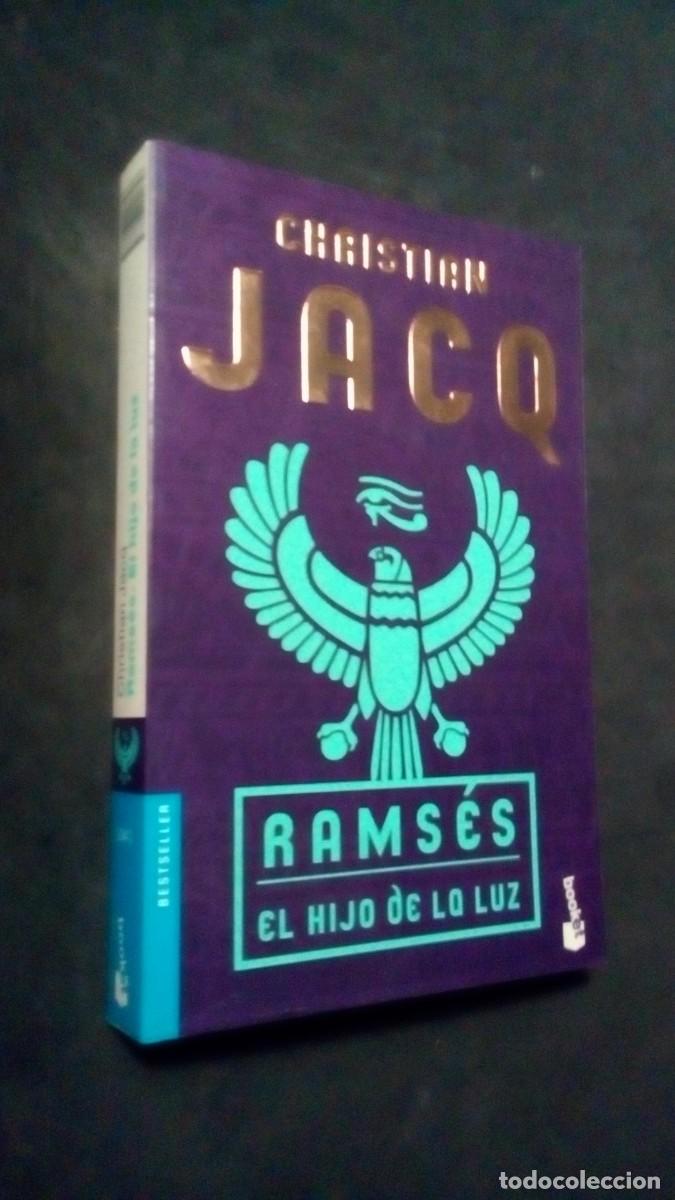 CHRISTIAN
JACQ
RAMSÉS
EL HIJO DE LA LUZ
booket
Christian Jacq
Ramsés. El hijo de la luz
BESTSELLER
booket
todocoleccion